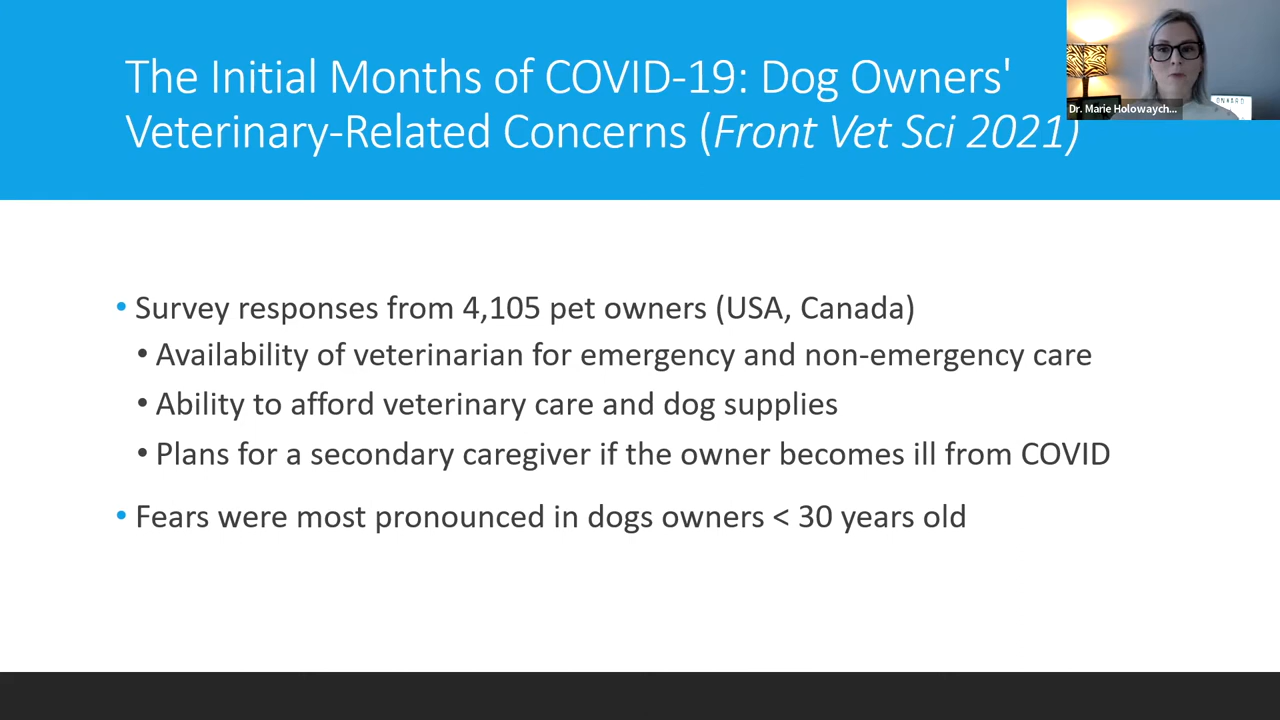 The Initial Months of COVID-19: Dog Owners'
Veterinary-Related Concerns (Front Vet Sci 2021)
Dr. Marie Holowaych...
• Survey responses from 4,105 pet owners (USA, Canada)
• Availability of veterinarian for emergency and non-emergency care
• Ability to afford veterinary care and dog supplies
• Plans for a secondary caregiver if the owner becomes ill from COVID
• Fears were most pronounced in dogs owners < 30 years old